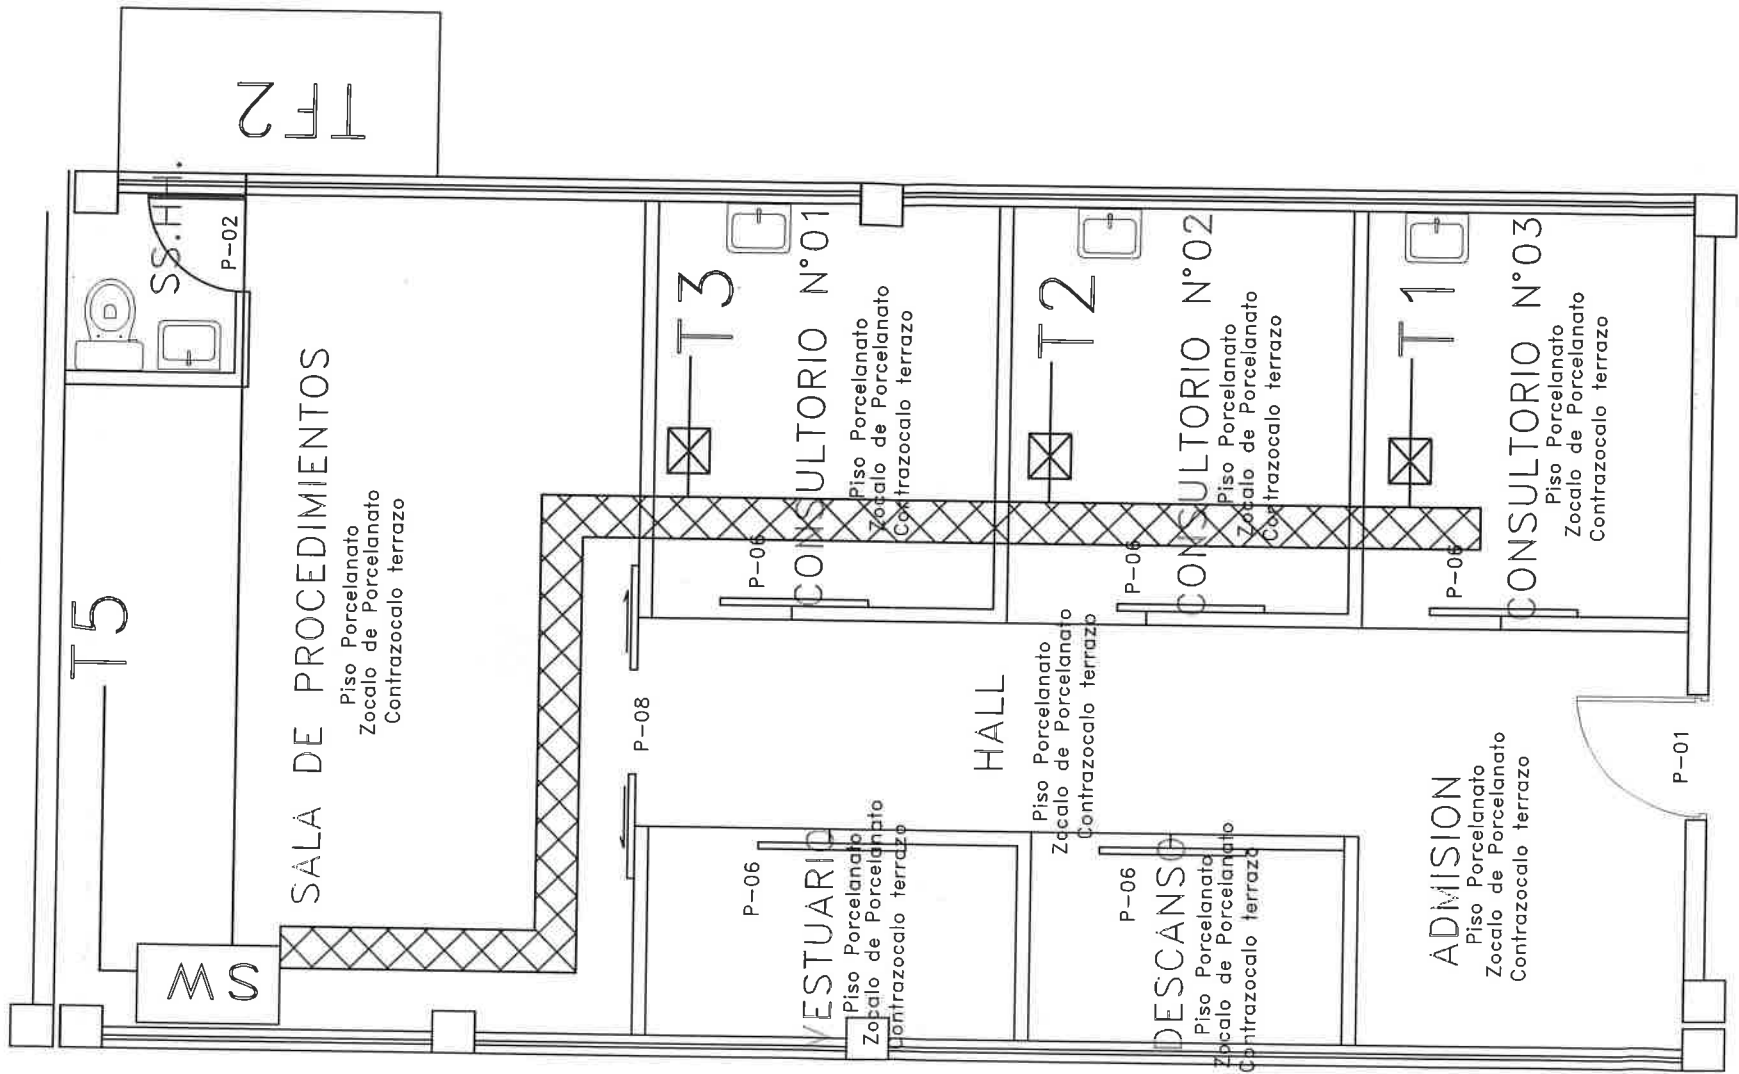 TF2
SS.HH.
P-02
T5
SALA DE PROCEDIMIENTOS
Piso Porcelanato
Zocalo de Porcelanato
Contrazocalo terrazo
SW
P-08
T3
CONSULTORIO N°01
Piso Porcelanato
Zocalo de Porcelanato
Contrazocalo terrazo
P-06
T2
CONSULTORIO N°02
Piso Porcelanato
Zocalo de Porcelanato
Contrazocalo terrazo
P-06
T1
CONSULTORIO N°03
Piso Porcelanato
Zocalo de Porcelanato
Contrazocalo terrazo
P-06
HALL
Piso Porcelanato
Zocalo de Porcelanato
Contrazocalo terrazo
P-06
VESTUARIO
Piso Porcelanato
Zocalo de Porcelanato
Contrazocalo terrazo
P-06
DESCANSO
Piso Porcelanato
Zocalo de Porcelanato
Contrazocalo terrazo
ADMISION
Piso Porcelanato
Zocalo de Porcelanato
Contrazocalo terrazo
P-01